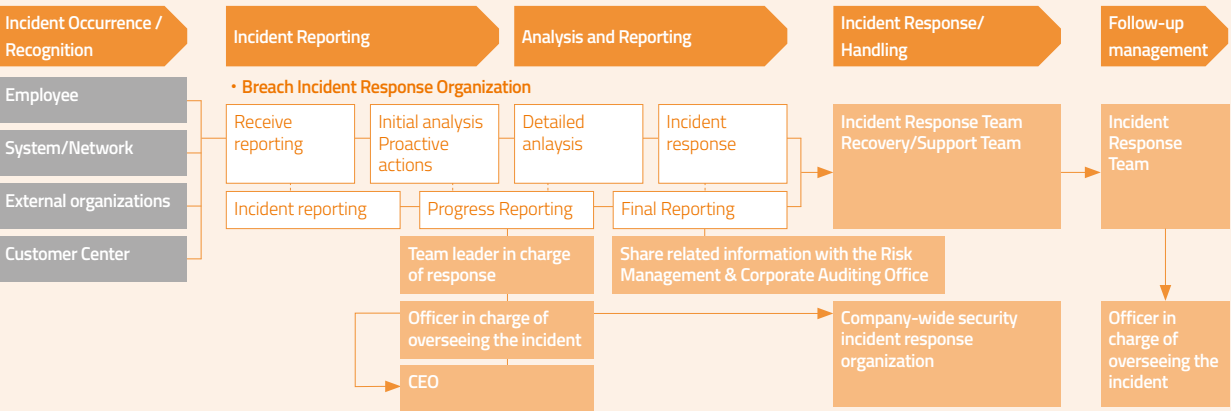 Incident Occurrence /
Recognition
Incident Reporting
Analysis and Reporting
Incident Response/
Handling
Follow-up
management
Employee
System/Network
External organizations
Customer Center
・Breach Incident Response Organization
Receive
reporting
Initial analysis
Proactive
actions
Detailed
anlaysis
Incident
response
Incident reporting
Progress Reporting
Final Reporting
Team leader in charge
of response
Share related information with the Risk
Management & Corporate Auditing Office
Officer in charge of
overseeing the incident
CEO
Incident Response Team
Recovery/Support Team
Company-wide security
incident response
organization
Incident
Response
Team
Officer in
charge of
overseeing the
incident